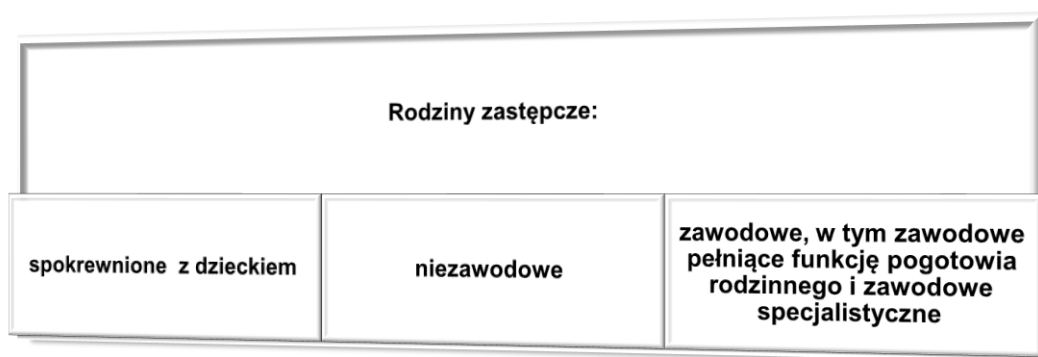 Rodziny zastępcze:
spokrewnione z dzieckiem
niezawodowe
zawodowe, w tym zawodowe
pełniące funkcję pogotowia
rodzinnego i zawodowe
specjalistyczne